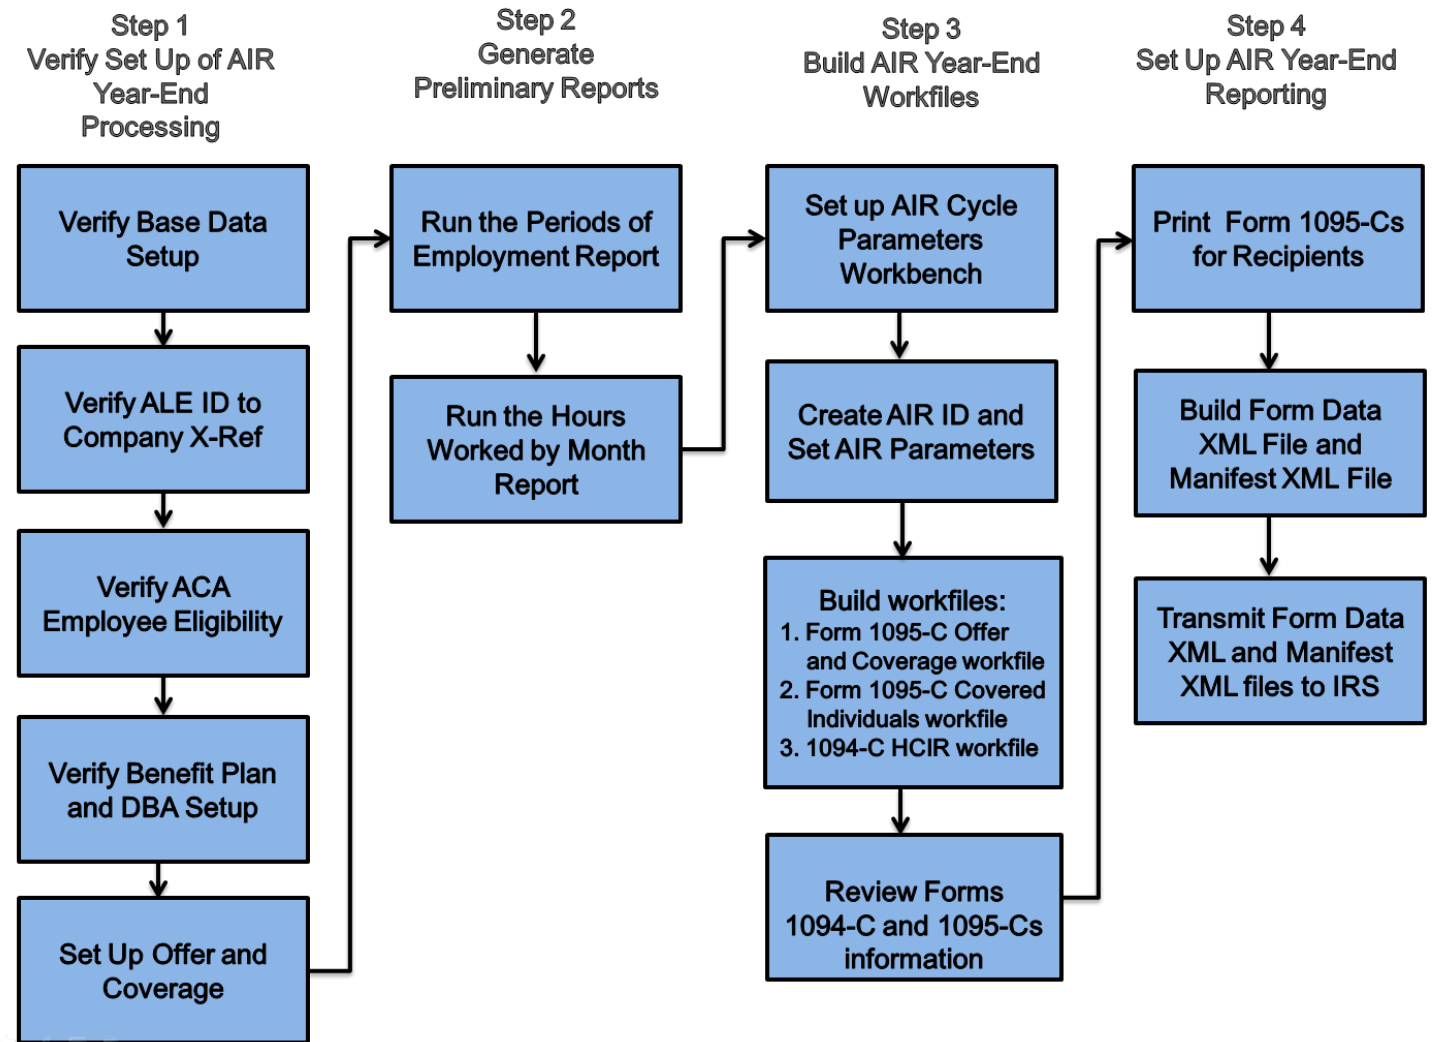 Step 1
Verify Set Up of AIR
Year-End
Processing
Verify Base Data
Setup
Verify ALE ID to
Company X-Ref
Verify ACA
Employee Eligibility
Verify Benefit Plan
and DBA Setup
Set Up Offer and
Coverage
Step 2
Generate
Preliminary Reports
Run the Periods of
Employment Report
Run the Hours
Worked by Month
Report
Step 3
Build AIR Year-End
Workfiles
Set up AIR Cycle
Parameters
Workbench
Create AIR ID and
Set AIR Parameters
Build workfiles:
1. Form 1095-C Offer
and Coverage workfile
2. Form 1095-C Covered
Individuals workfile
3. 1094-C HCIR workfile
Review Forms
1094-C and 1095-Cs
information
Step 4
Set Up AIR Year-End
Reporting
Print Form 1095-Cs
for Recipients
Build Form Data
XML File and
Manifest XML File
Transmit Form Data
XML and Manifest
XML files to IRS